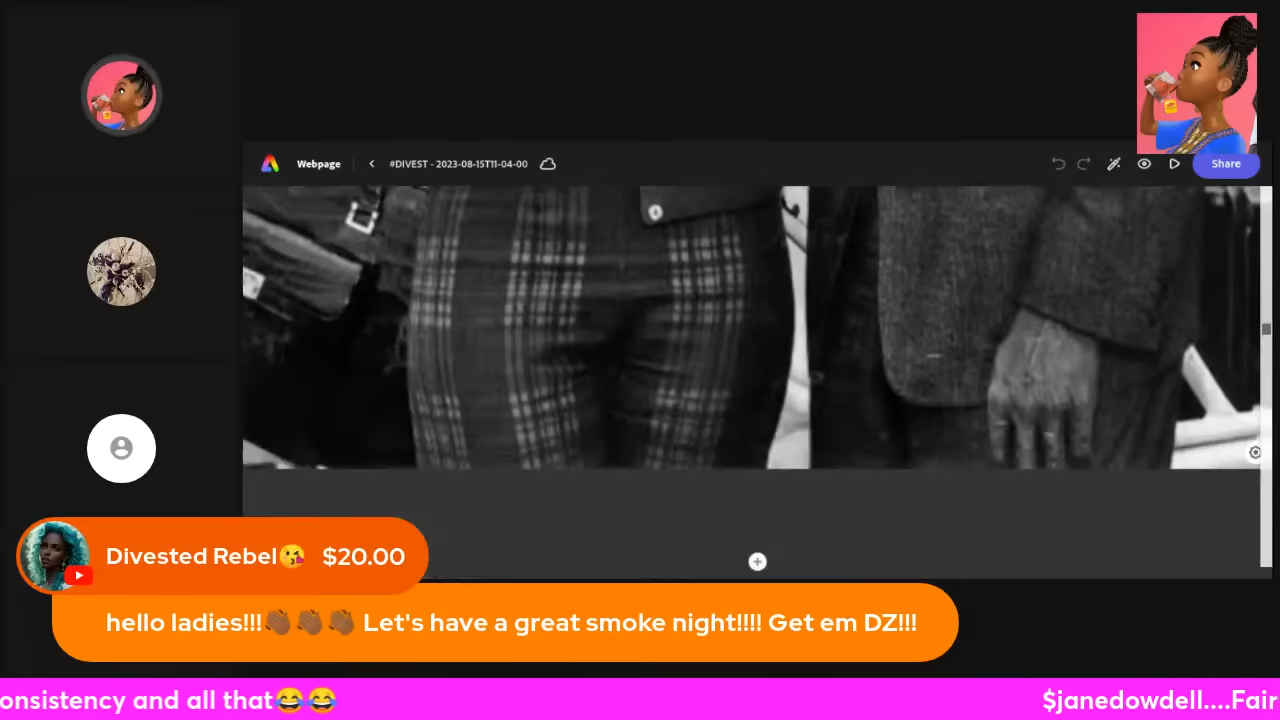 Webpage
#DIVEST - 2023-08-15T11-04-00
Share
Divested Rebel😘 $20.00
hello ladies!!!👏🏾👏🏾👏🏾 Let's have a great smoke night!!!! Get em DZ!!!
onsistency and all that😂😂 $janedowdell....Fair